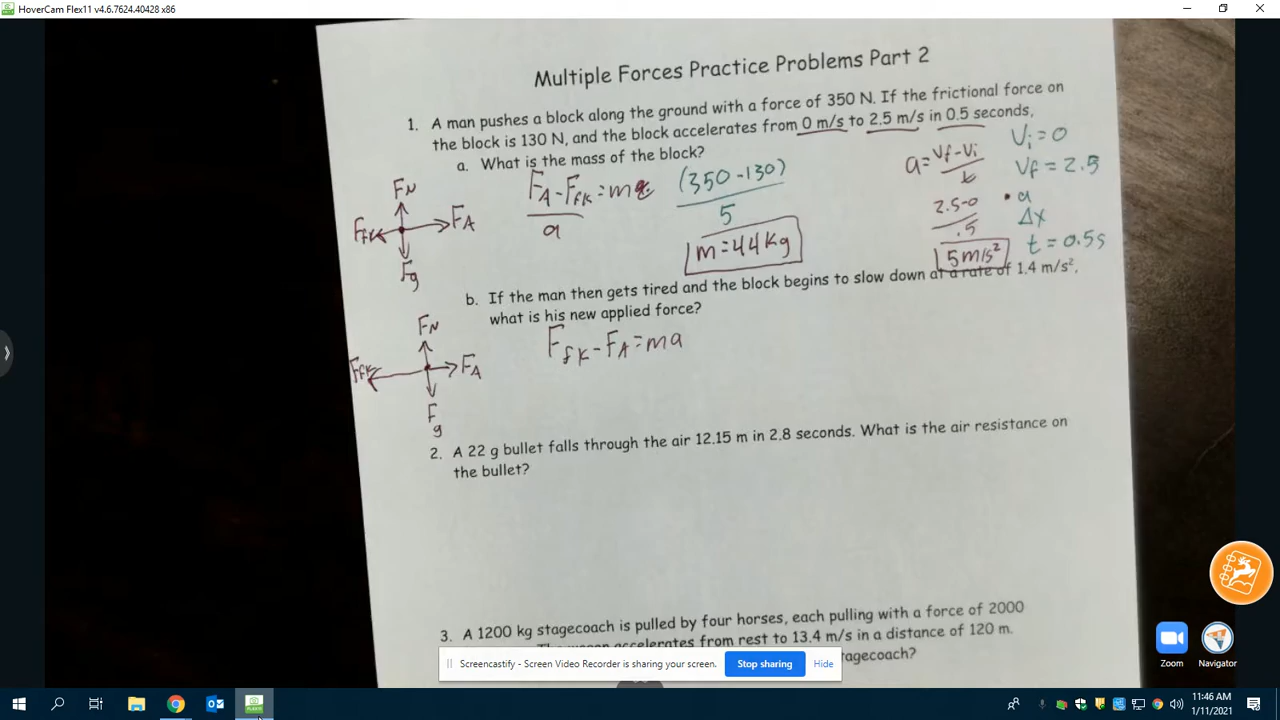 HoverCam Flex11 v4.6.7624.40428 x86
Multiple Forces Practice Problems Part 2
1. A man pushes a block along the ground with a force of 350 N. If the frictional force on
the block is 130 N, and the block accelerates from 0 m/s to 2.5 m/s in 0.5 seconds,
a. What is the mass of the block?
Vi = 0
Vf = 2.5
a
Δx
t = 0.5s
a = Vf - Vi
t
2.5-0
.5
5 m/s²
FN
Ffk
FA
Fg
FA - Ffk = ma
a
(350-130)
5
m = 44 Kg
b. If the man then gets tired and the block begins to slow down at a rate of 1.4 m/s²,
what is his new applied force?
FN
Ffk
FA
Fg
Ffk - FA = ma
2. A 22 g bullet falls through the air 12.15 m in 2.8 seconds. What is the air resistance on
the bullet?
3. A 1200 kg stagecoach is pulled by four horses, each pulling with a force of 2000
accelerates from rest to 13.4 m/s in a distance of 120 m.
tagecoach?
Screencastify - Screen Video Recorder is sharing your screen.
Stop sharing
Hide
Zoom
Navigator
11:46 AM
1/11/2021